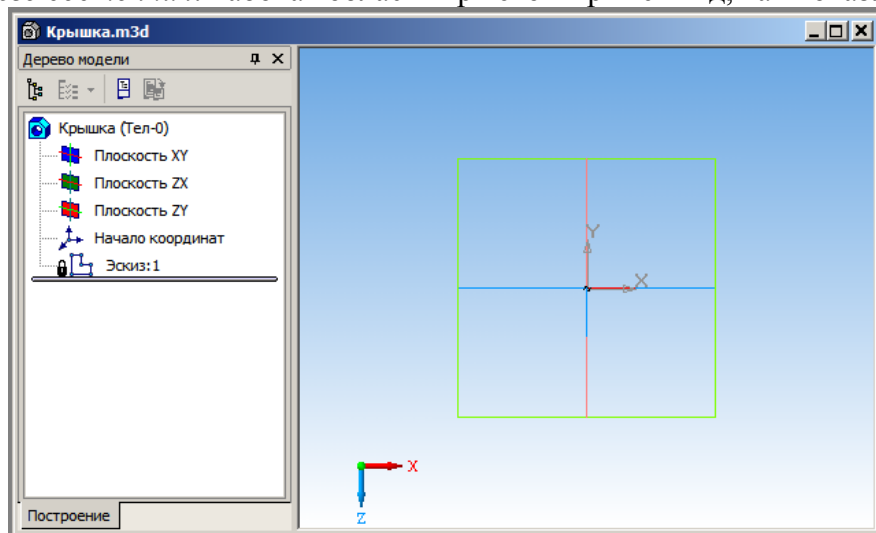 Крышка.m3d
Дерево модели
Крышка (Тел-0)
Плоскость XY
Плоскость ZX
Плоскость ZY
Начало координат
Эскиз:1
Y
X
X
Z
Построение